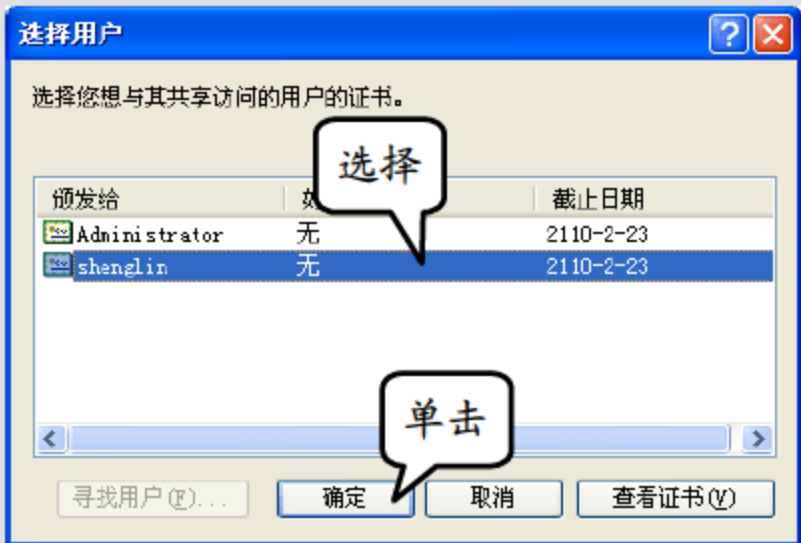 选择用户
选择您想与其共享访问的用户的证书。
选择
颁发给 截止日期
Administrator 无 2110-2-23
shenglin 无 2110-2-23
单击
寻找用户(F)... 确定 取消 查看证书(V)